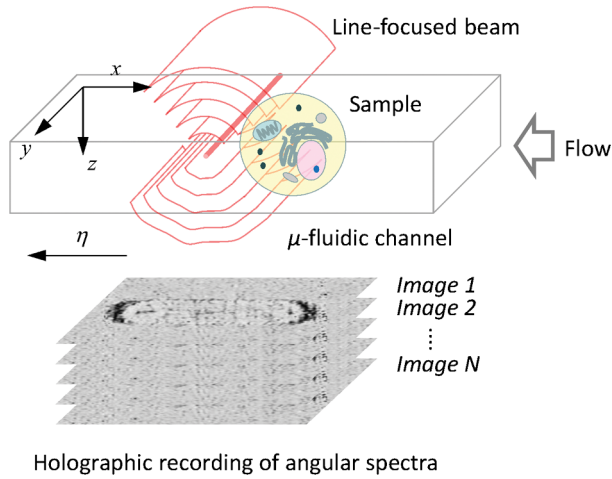 Line-focused beam
x
Sample
y
z
Flow
η
μ-fluidic channel
Image 1
Image 2
Image N
Holographic recording of angular spectra